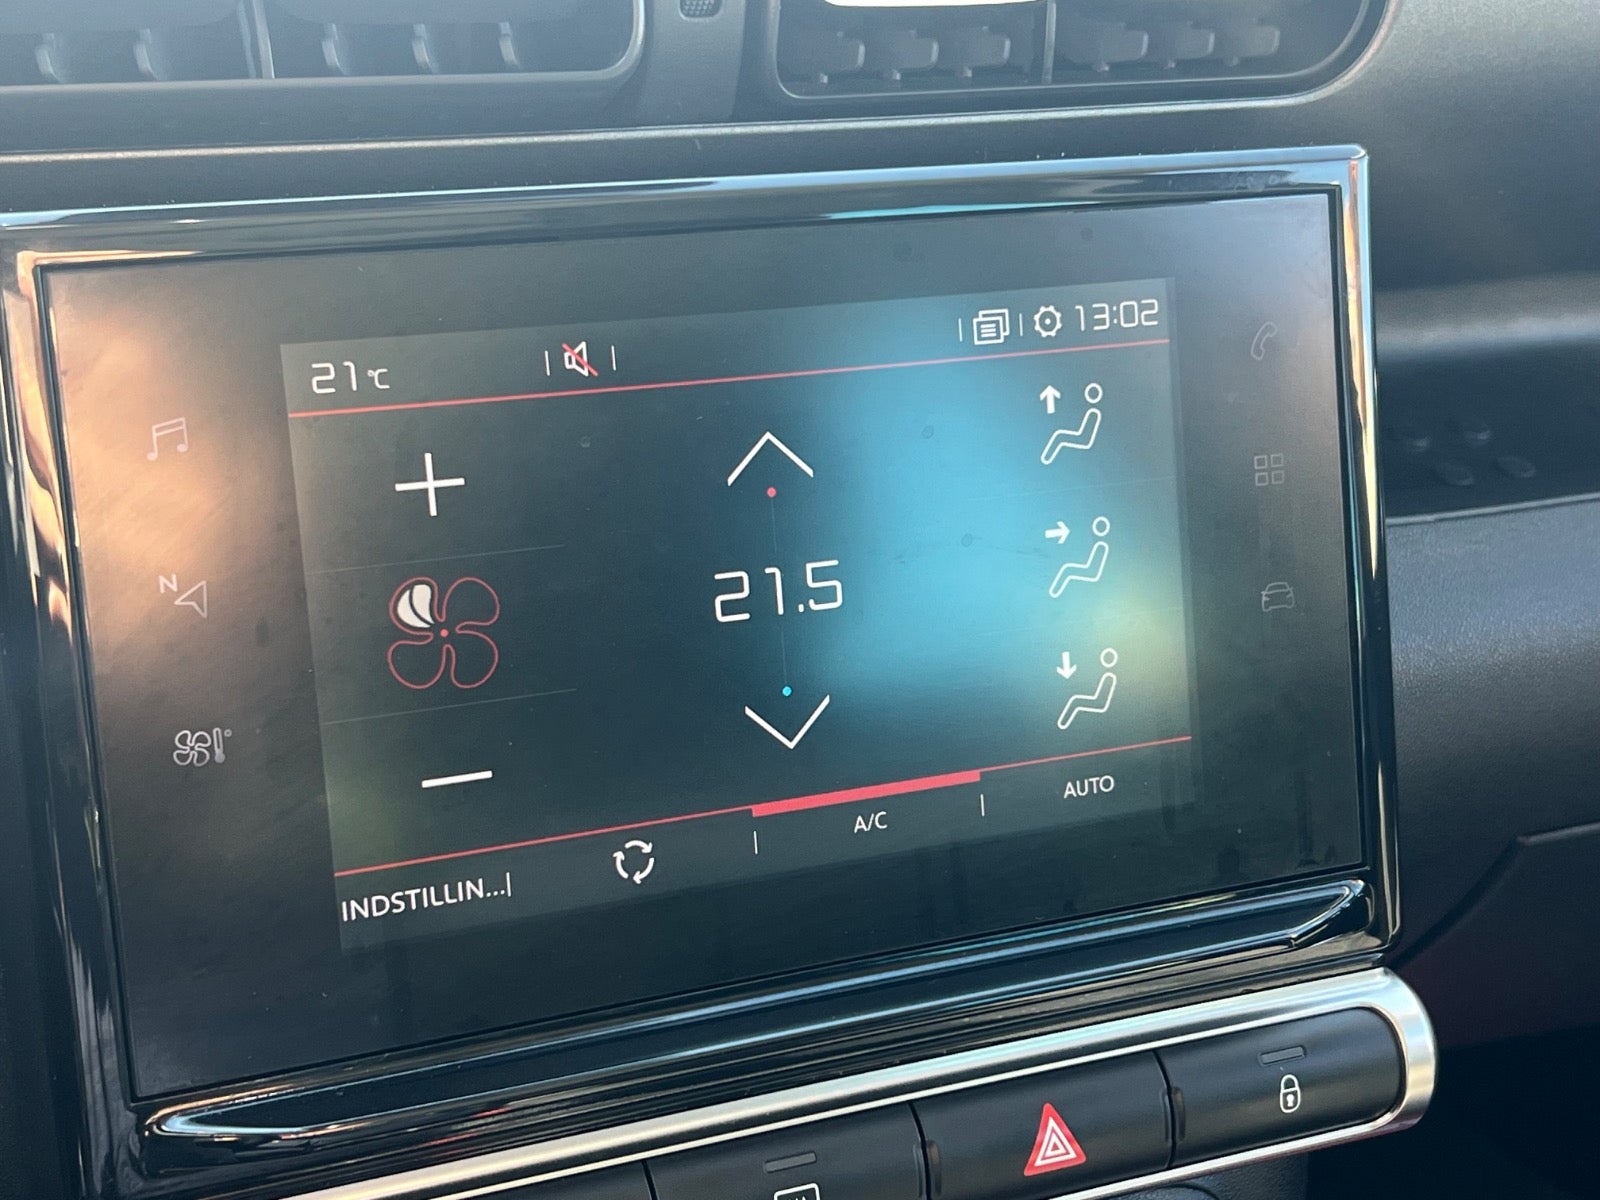 21°C
13:02
N
21.5
INDSTILLIN...
A/C
AUTO